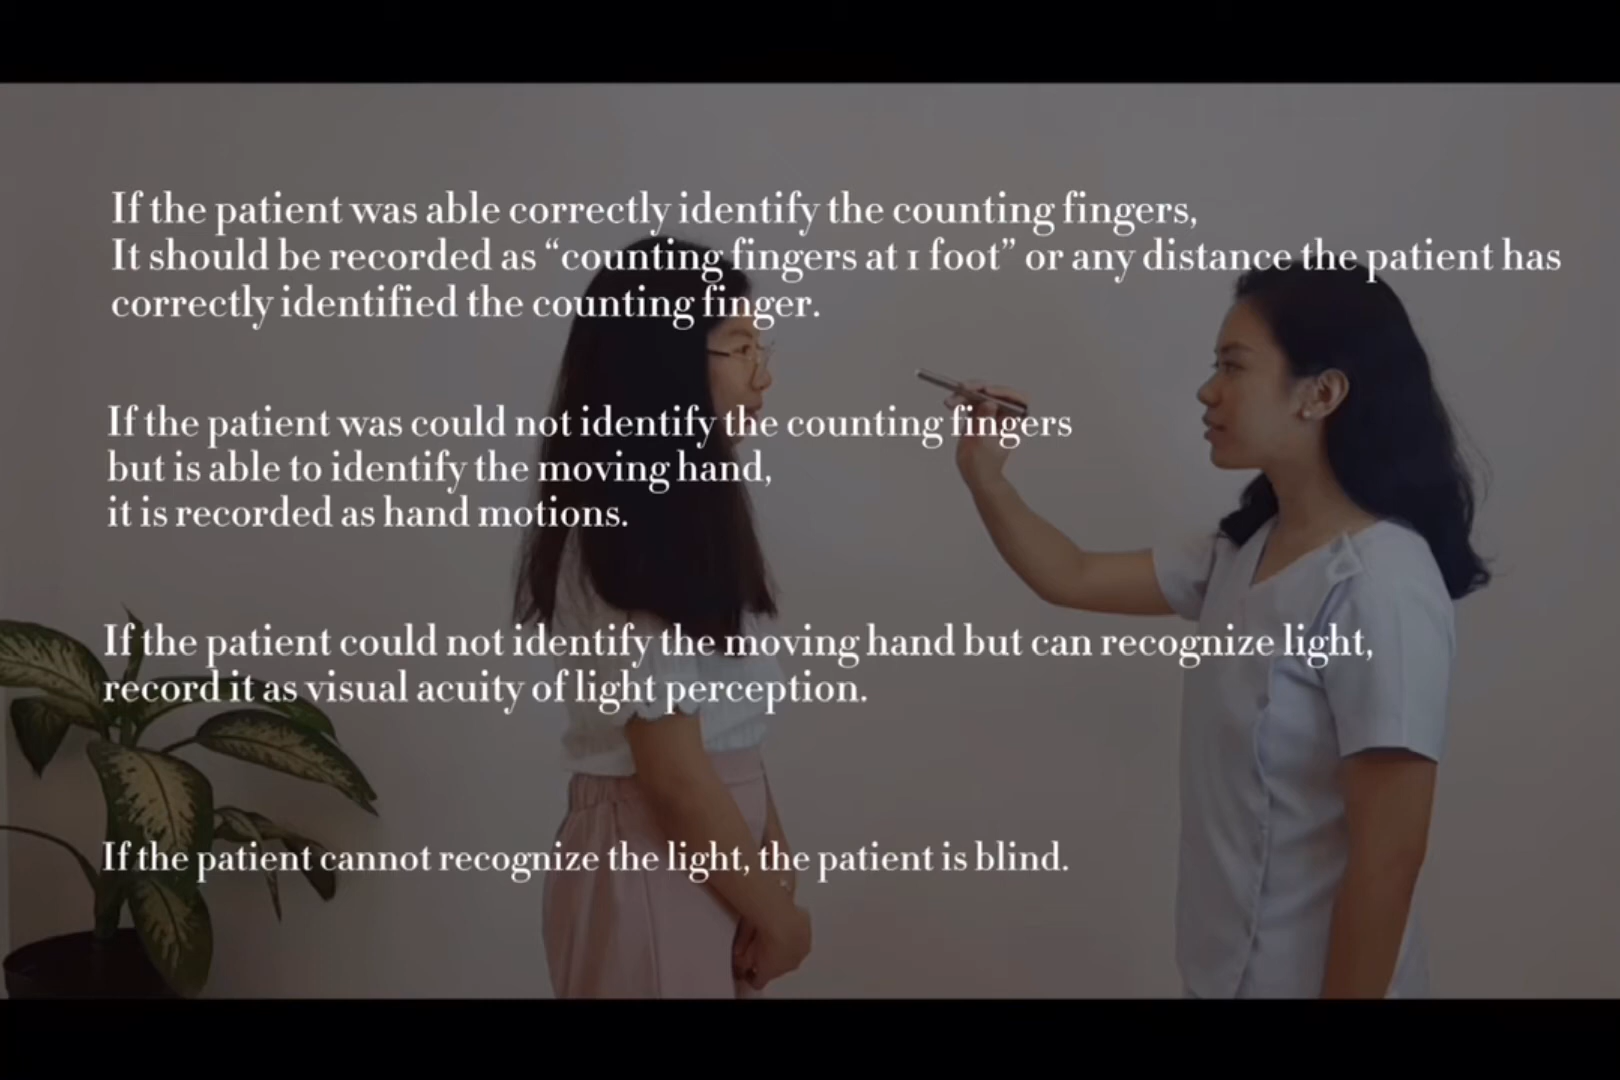 If the patient was able correctly identify the counting fingers,
It should be recorded as “counting fingers at 1 foot” or any distance the patient has
correctly identified the counting finger.
If the patient was could not identify the counting fingers
but is able to identify the moving hand,
it is recorded as hand motions.
If the patient could not identify the moving hand but can recognize light,
record it as visual acuity of light perception.
If the patient cannot recognize the light, the patient is blind.